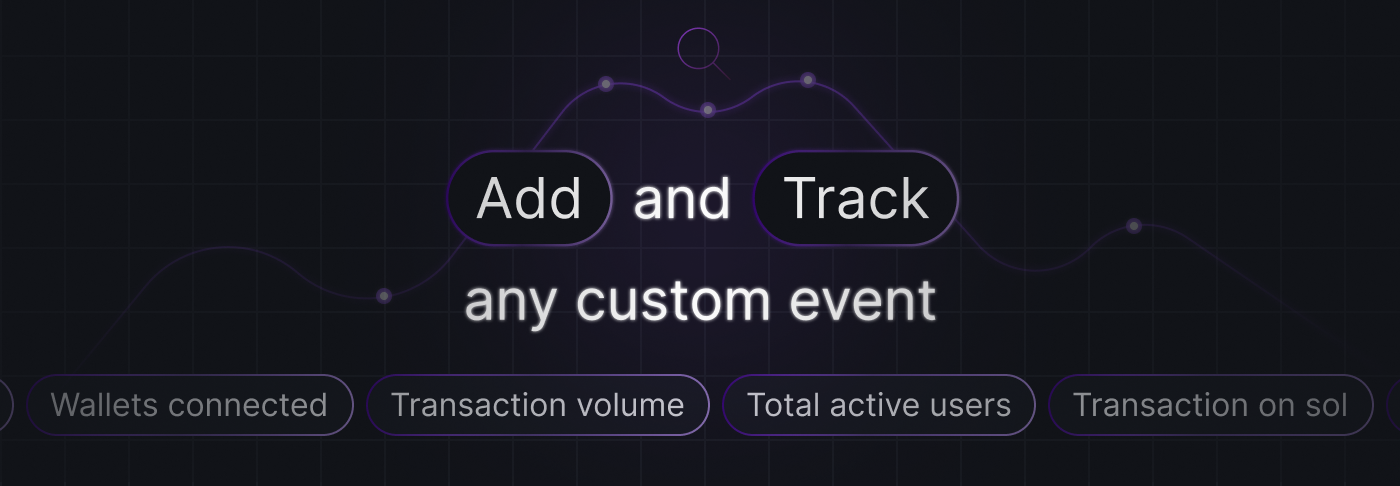 Add and Track
any custom event
Wallets connected Transaction volume Total active users Transaction on sol